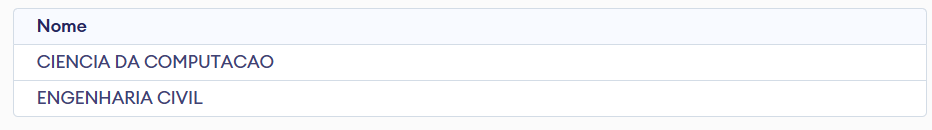 Nome
CIENCIA DA COMPUTACAO
ENGENHARIA CIVIL